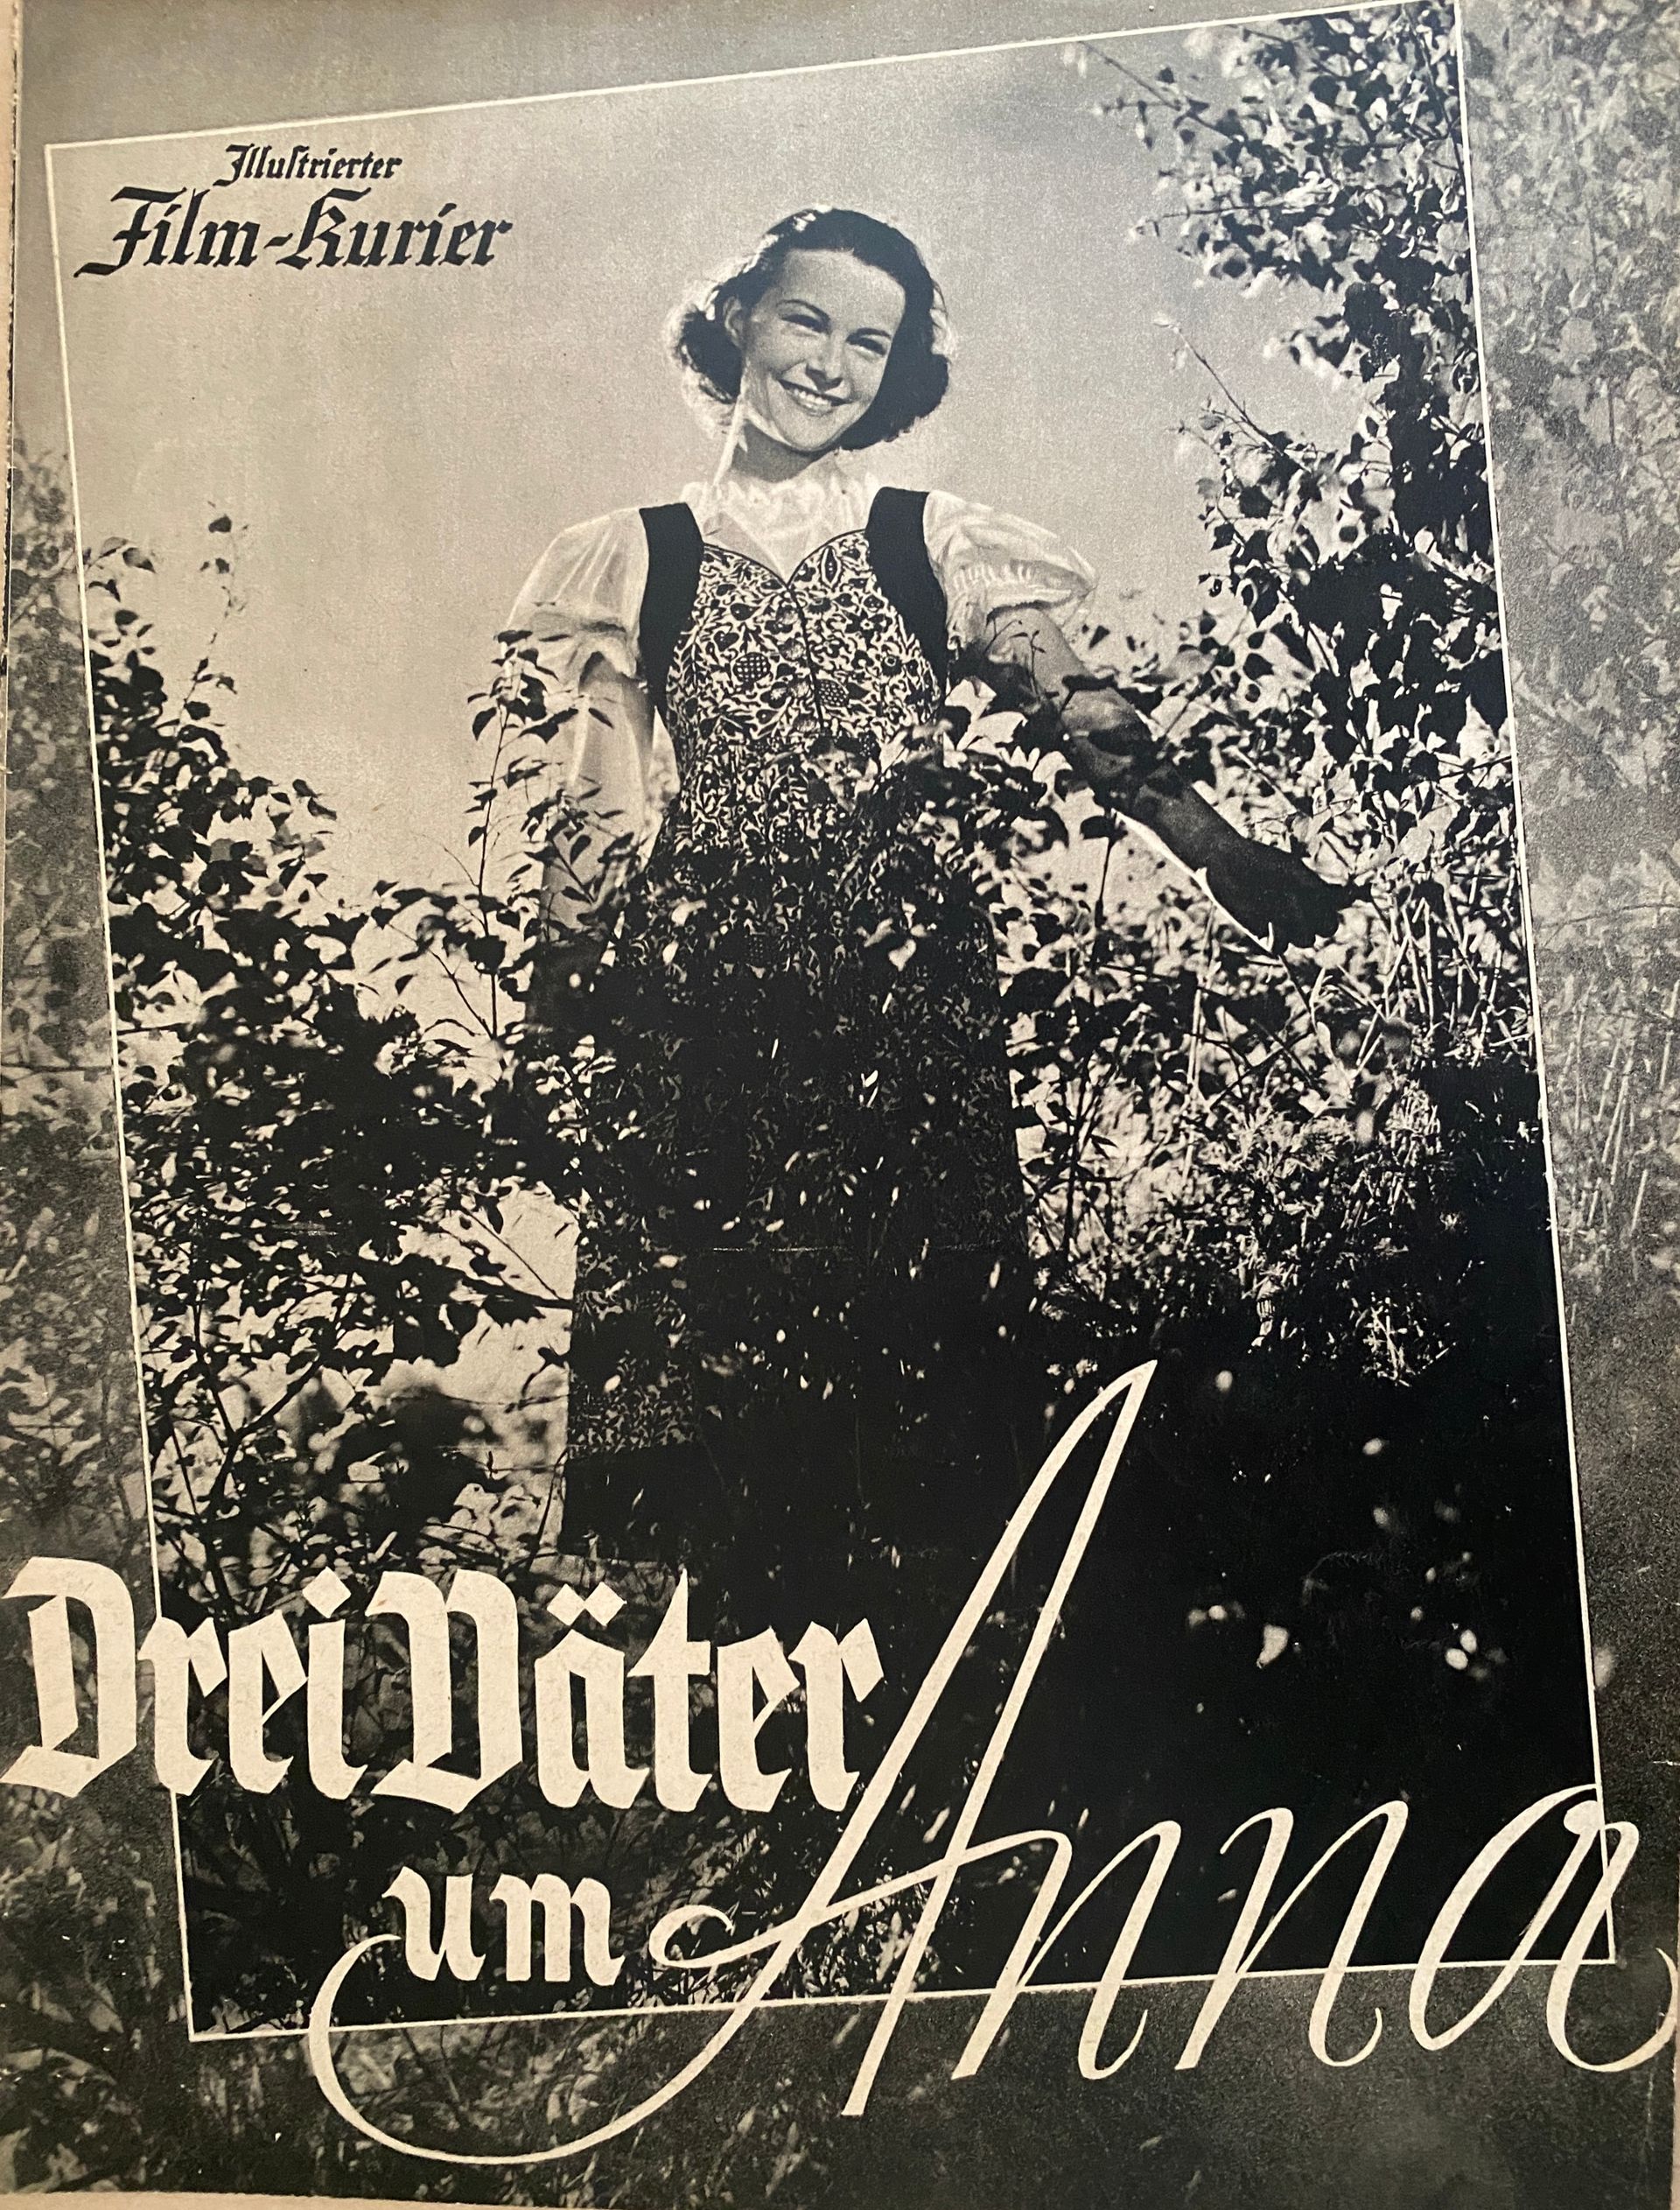 Illustrierter
Film-Kurier
Drei Väter
um Anna